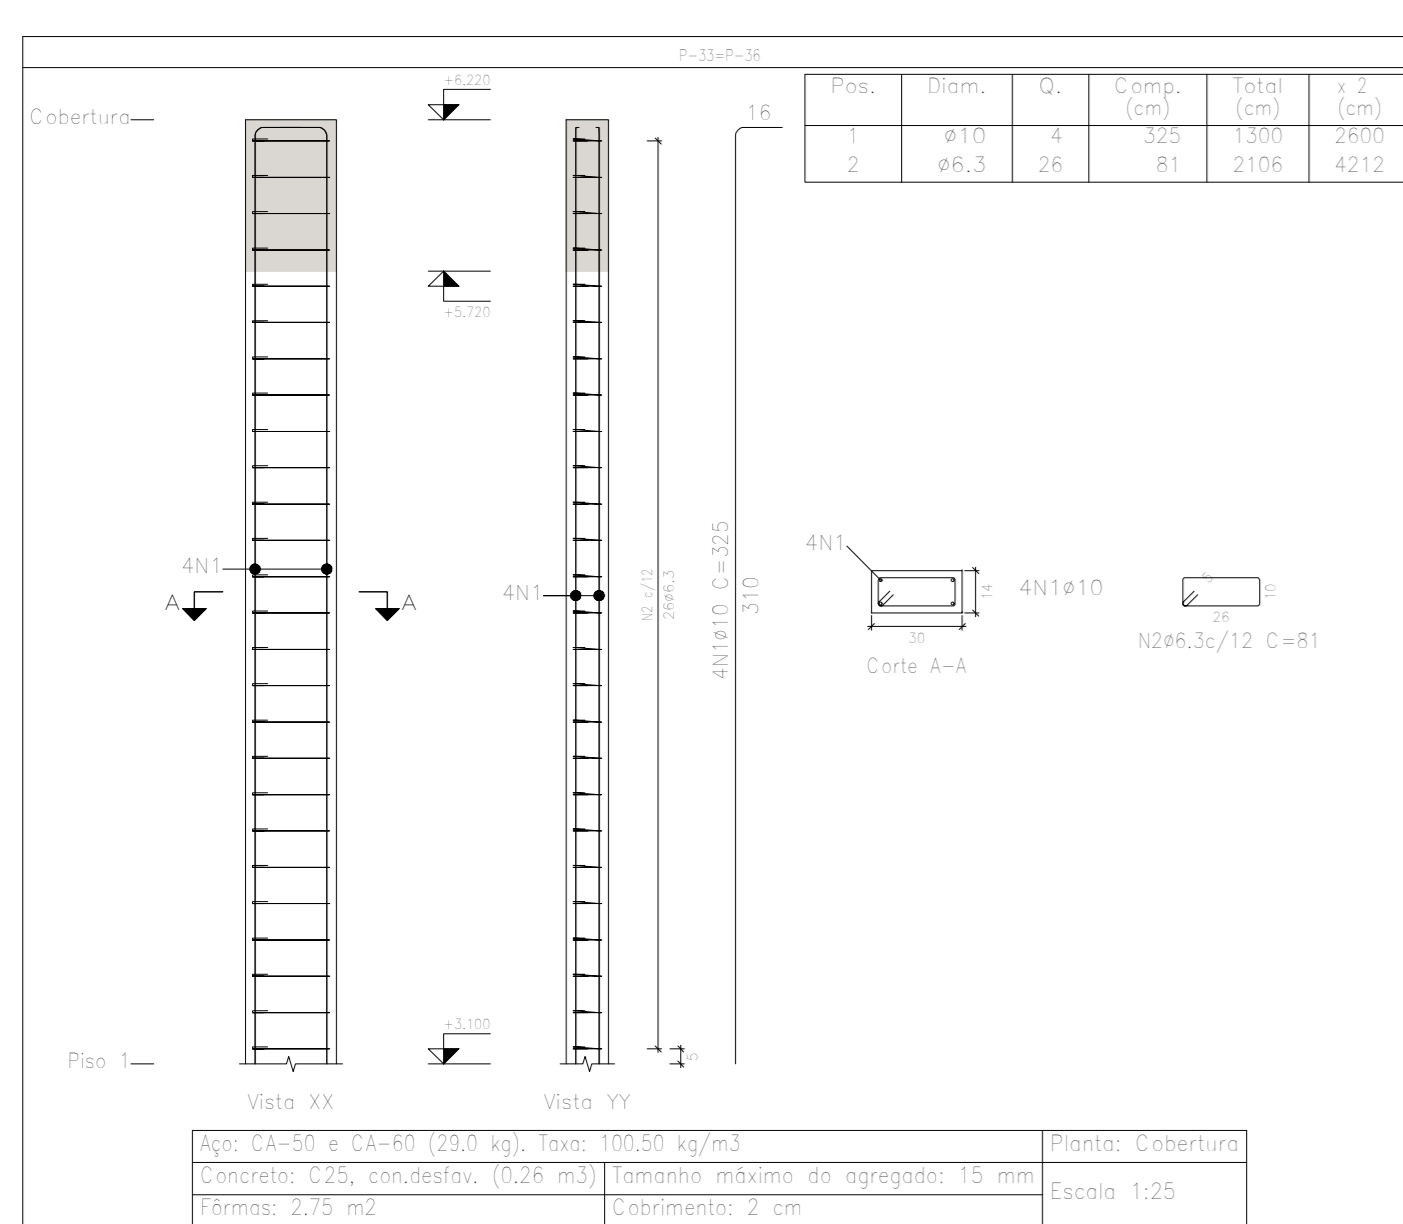 P-33=P-36
Cobertura
+6.220
+5.720
+3.100
Piso 1
4N1
A
A
Vista XX
4N1
Vista YY
N2 c/12
26ø6.3
5
4N1ø10 C=325
310
16
Pos. Diam. Q. Comp. (cm) Total (cm) x 2 (cm)
1 ø10 4 325 1300 2600
2 ø6.3 26 81 2106 4212
4N1
14
30
Corte A-A
4N1ø10
5
10
26
N2ø6.3c/12 C=81
Aço: CA-50 e CA-60 (29.0 kg). Taxa: 100.50 kg/m3
Planta: Cobertura
Concreto: C25, con.desfav. (0.26 m3)
Tamanho máximo do agregado: 15 mm
Escala 1:25
Fôrmas: 2.75 m2
Cobrimento: 2 cm